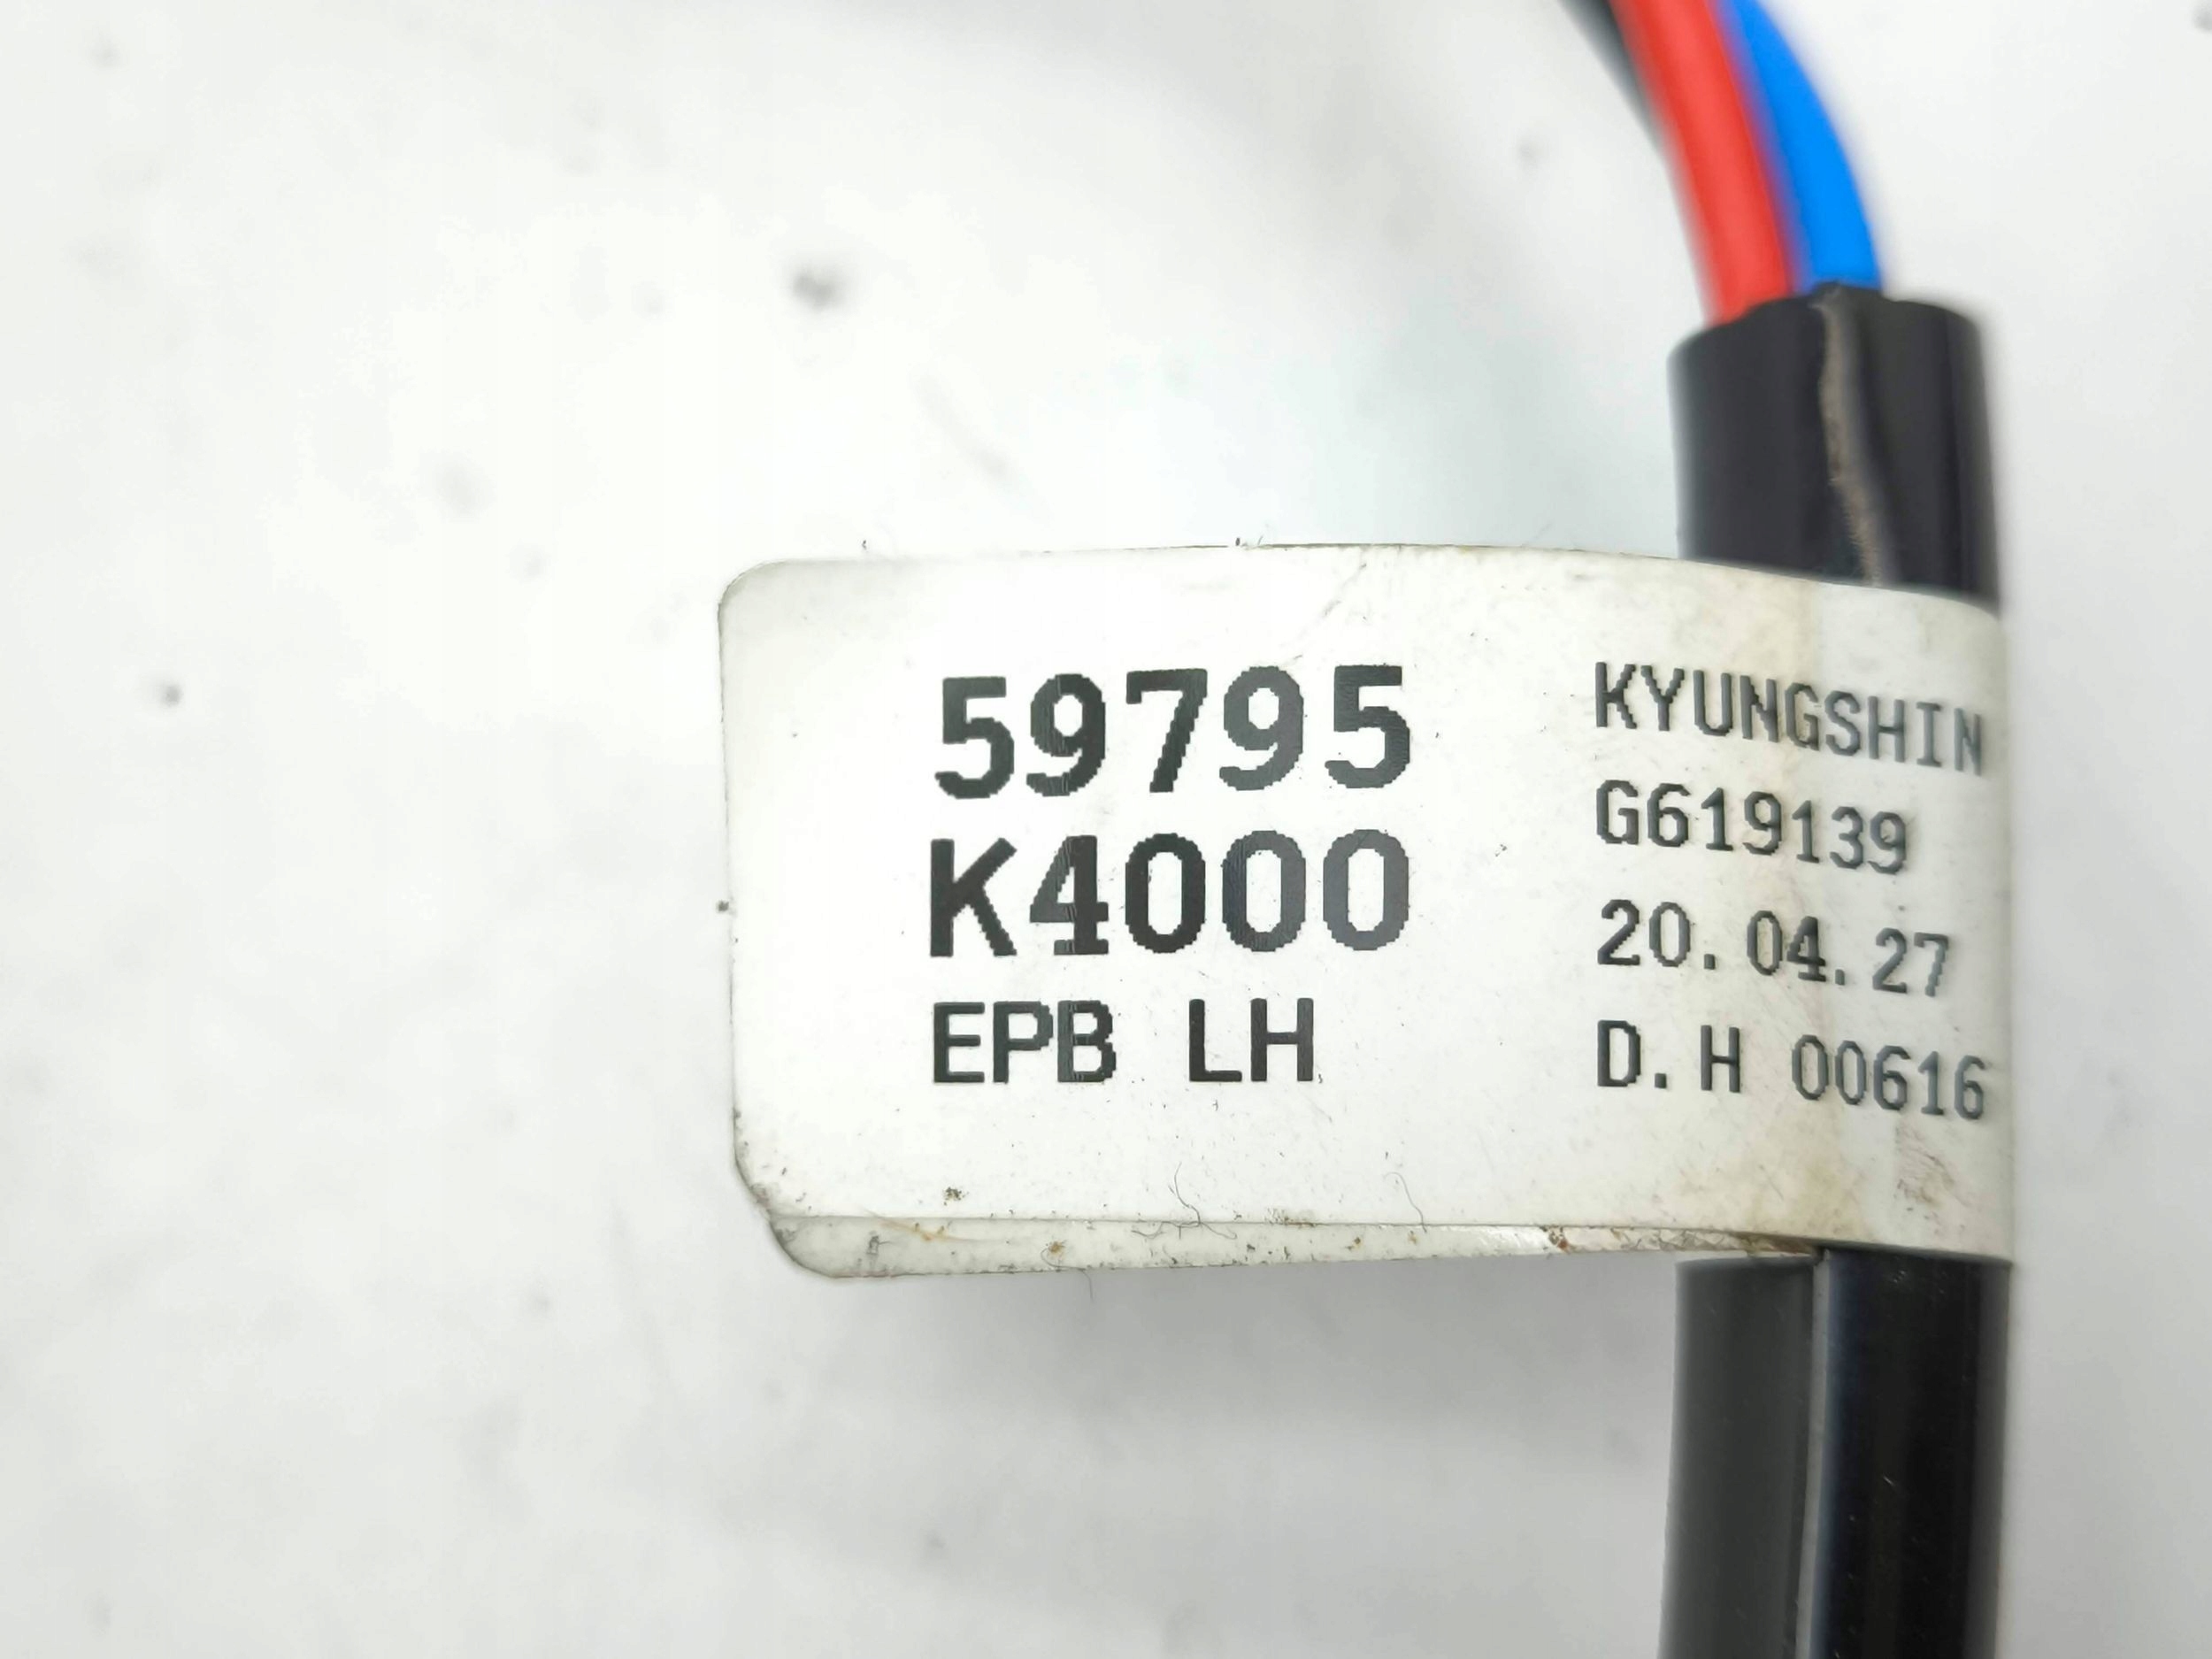 59795
K4000
EPB LH
KYUNGSHIN
G619139
20.04.27
D.H 00616